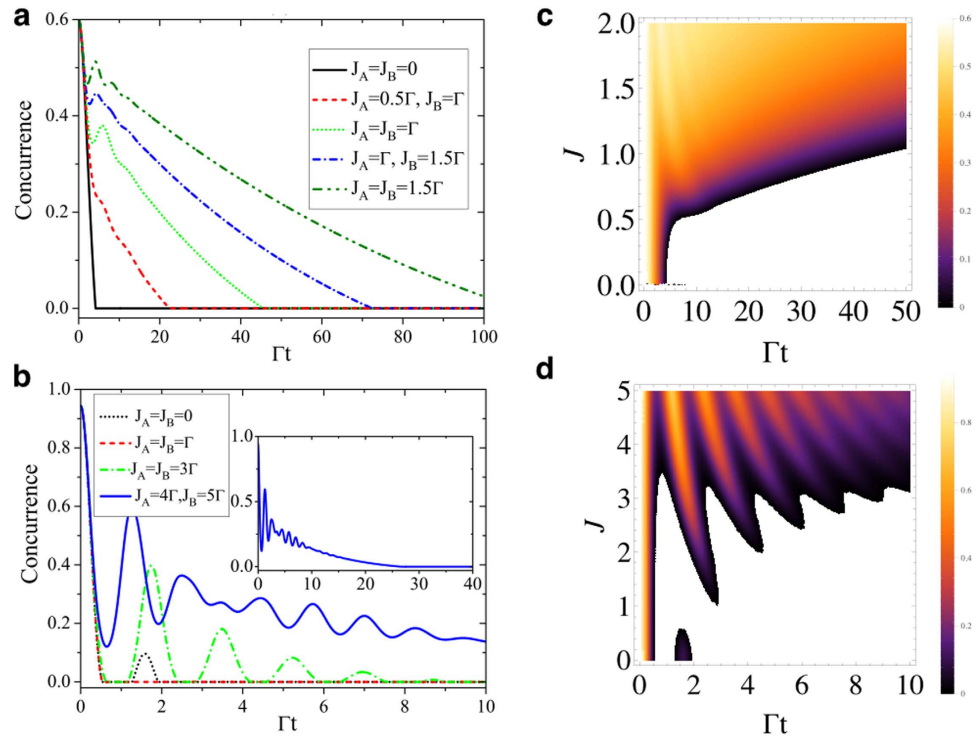 a
0.6
0.4
0.2
0.0
Concurrence
J_A=J_B=0
J_A=0.5Γ, J_B=Γ
J_A=J_B=Γ
J_A=Γ, J_B=1.5Γ
J_A=J_B=1.5Γ
0 20 40 60 80 100
Γt
b
1.0
0.8
0.6
0.4
0.2
0.0
Concurrence
J_A=J_B=0
J_A=J_B=Γ
J_A=J_B=3Γ
J_A=4Γ,J_B=5Γ
1.0
0.5
0.0
0 10 20 30 40
0 2 4 6 8 10
Γt
c
2.0
1.5
1.0
0.5
0.0
J
0 10 20 30 40 50
Γt
0.6
0.5
0.4
0.3
0.2
0.1
0
d
5
4
3
2
1
0
J
0 2 4 6 8 10
Γt
0.8
0.6
0.4
0.2
0